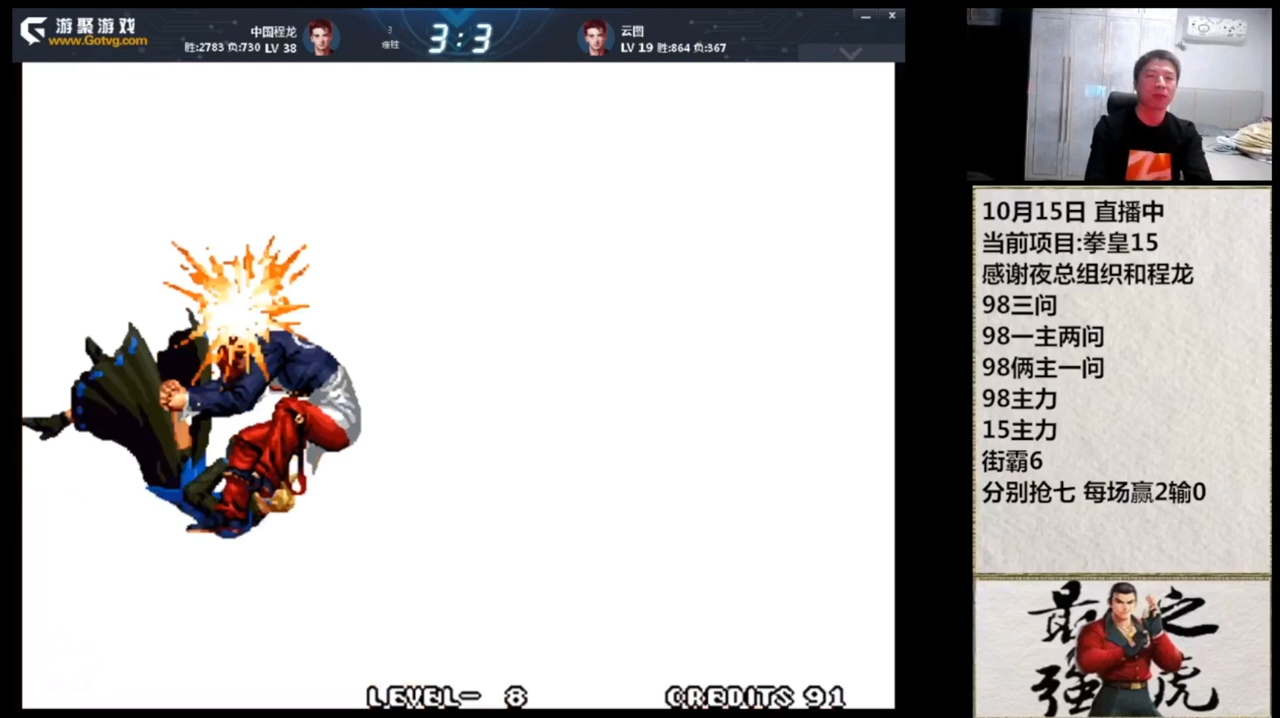 游聚游戏
www.Gotvg.com
中国程龙
胜:2783 负:730 LV 38
3
连胜
3:3
云图
LV 19 胜:864 负:367
10月15日 直播中
当前项目:拳皇15
感谢夜总组织和程龙
98三问
98一主两问
98俩主一问
98主力
15主力
街霸6
分别抢七 每场赢2输0
最之
强虎
LEVEL- 8
CREDITS 91